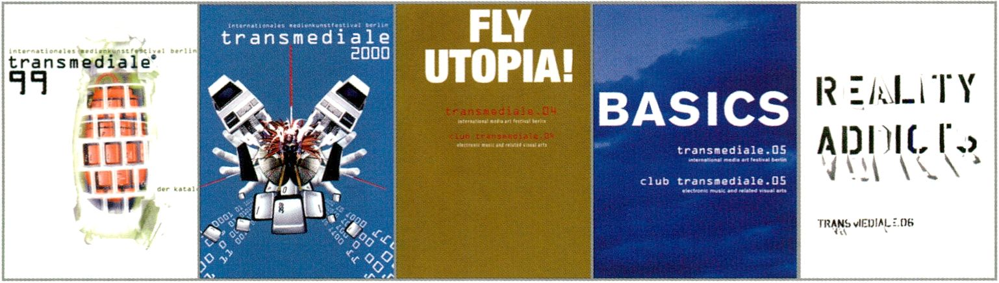 internationales medienkunstfestival berlin
transmediale
99
der katalo
internationales medienkunstfestival berlin
transmediale
2000
FLY
UTOPIA!
transmediale.04
international media art festival berlin
club transmediale.04
electronic music and related visual arts
BASICS
transmediale.05
international media art festival berlin
club transmediale.05
electronic music and related visual arts
REALITY
ADDICTS
TRANSMEDIALE.06